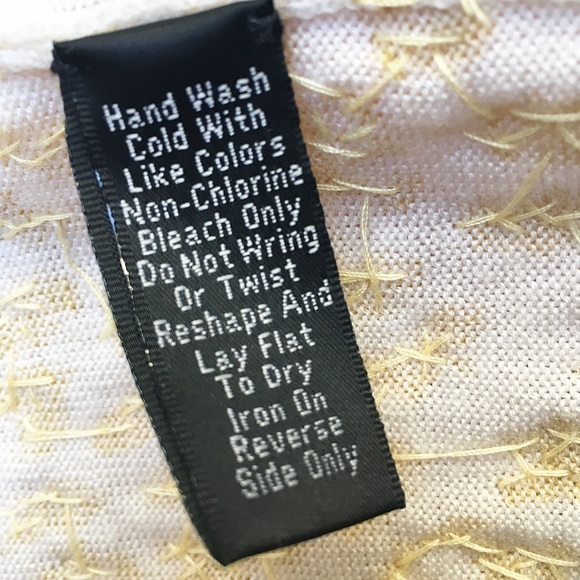 Hand Wash
Cold With
Like Colors
Non-Chlorine
Bleach Only
Do Not Wring
Or Twist
Reshape And
Lay Flat
To Dry
Iron On
Reverse
Side Only